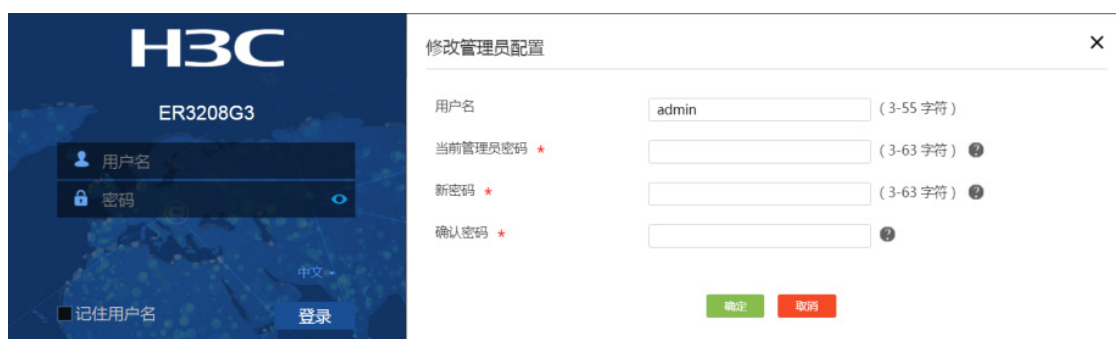 H3C
ER3208G3
用户名
密码
中文
记住用户名
登录
修改管理员配置
用户名 admin (3-55 字符)
当前管理员密码 * (3-63 字符)
新密码 * (3-63 字符)
确认密码 *
确定 取消